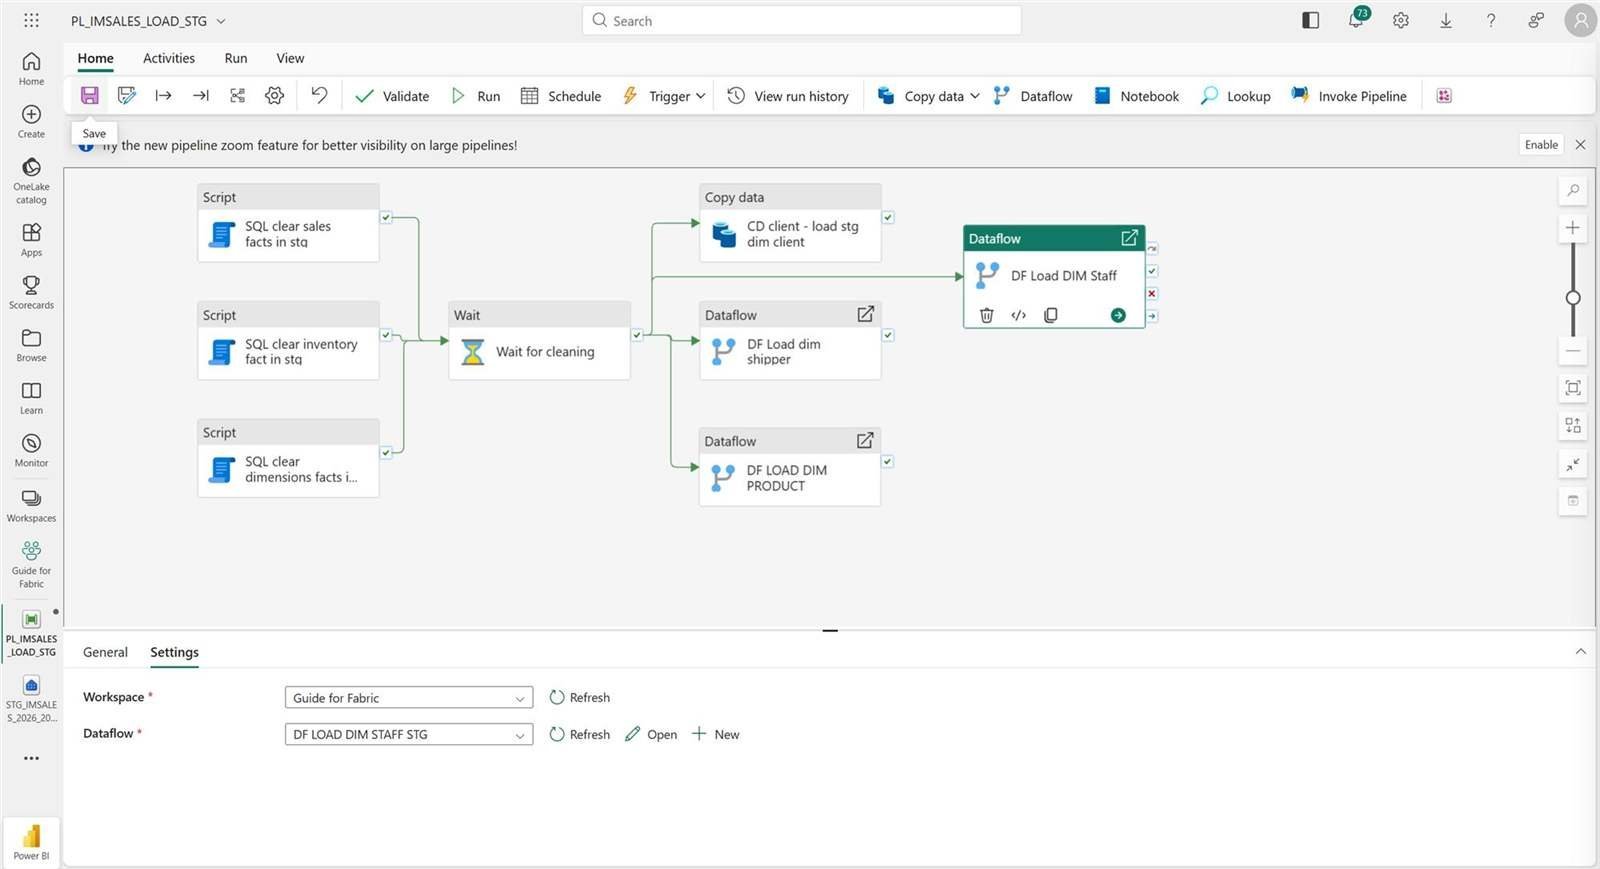 PL_IMSALES_LOAD_STG
Search
73
Home
Activities
Run
View
Validate
Run
Schedule
Trigger
View run history
Copy data
Dataflow
Notebook
Lookup
Invoke Pipeline
Save
Try the new pipeline zoom feature for better visibility on large pipelines!
Enable
Home
Create
OneLake
catalog
Apps
Scorecards
Browse
Learn
Monitor
Workspaces
Guide for
Fabric
PL_IMSALES
_LOAD_STG
STG_IMSALE
S_2026_20...
Power BI
Script
SQL clear sales
facts in stg
Script
SQL clear inventory
fact in stg
Script
SQL clear
dimensions facts i...
Wait
Wait for cleaning
Copy data
CD client - load stg
dim client
Dataflow
DF Load dim
shipper
Dataflow
DF LOAD DIM
PRODUCT
Dataflow
DF Load DIM Staff
General
Settings
Workspace *
Guide for Fabric
Refresh
Dataflow *
DF LOAD DIM STAFF STG
Refresh
Open
New